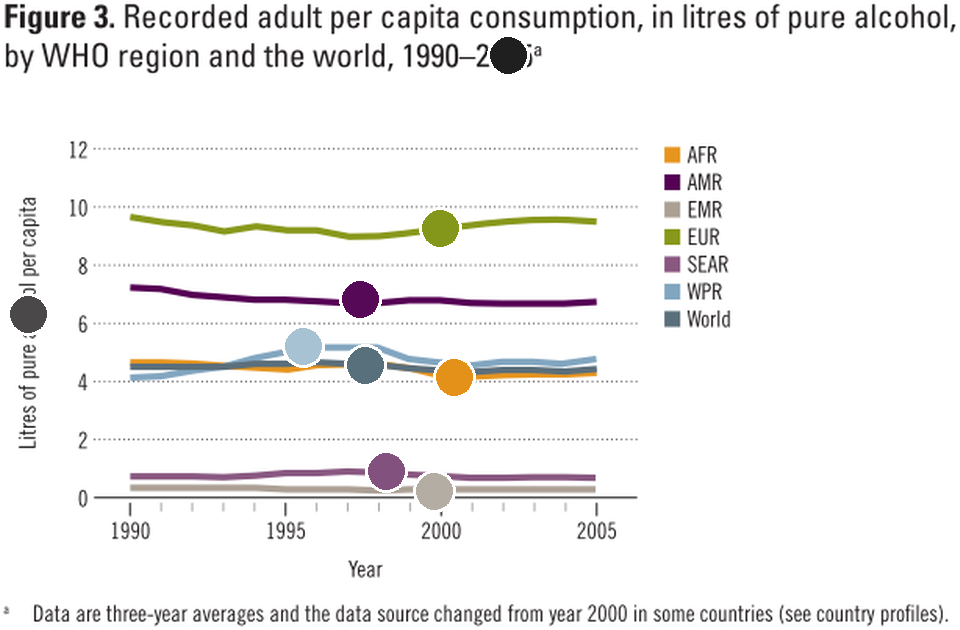 Figure 3. Recorded adult per capita consumption, in litres of pure alcohol,
by WHO region and the world, 1990–
a
12
10
8
6
4
2
0
Litres of pure per capita
1990
1995
2000
2005
Year
AFR
AMR
EMR
EUR
SEAR
WPR
World
a Data are three-year averages and the data source changed from year 2000 in some countries (see country profiles).